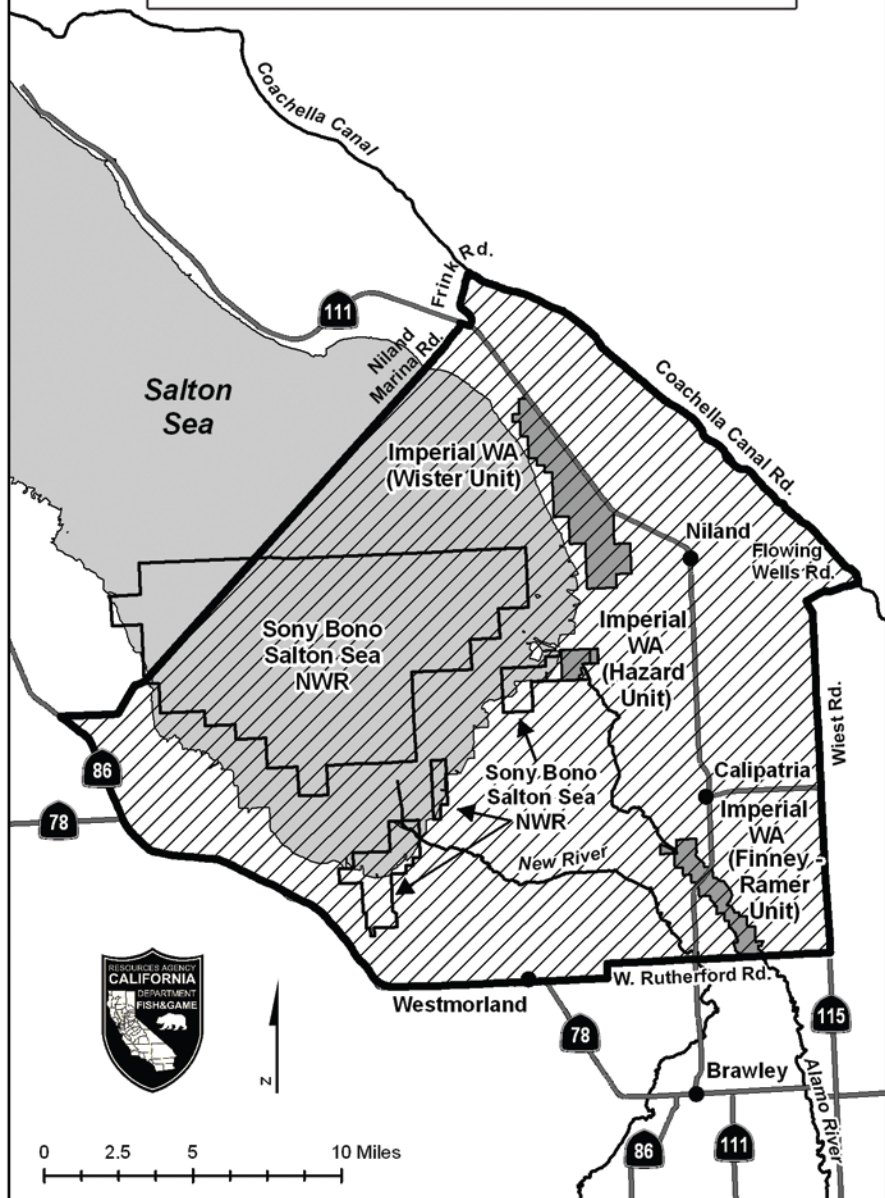 Coachella Canal
Frink Rd.
111
Niland
Marina Rd.
Salton
Sea
Coachella Canal Rd.
Imperial WA
(Wister Unit)
Niland
Flowing
Wells Rd.
Sony Bono
Salton Sea
NWR
Imperial
WA
(Hazard
Unit)
Wiest Rd.
86
78
Sony Bono
Salton Sea
NWR
Calipatria
Imperial
WA
(Finney -
Ramer
Unit)
New River
RESOURCES AGENCY
CALIFORNIA
DEPARTMENT
FISH&GAME
N
Westmorland
W. Rutherford Rd.
78
115
Brawley
Alamo River
86
111
0 2.5 5 10 Miles